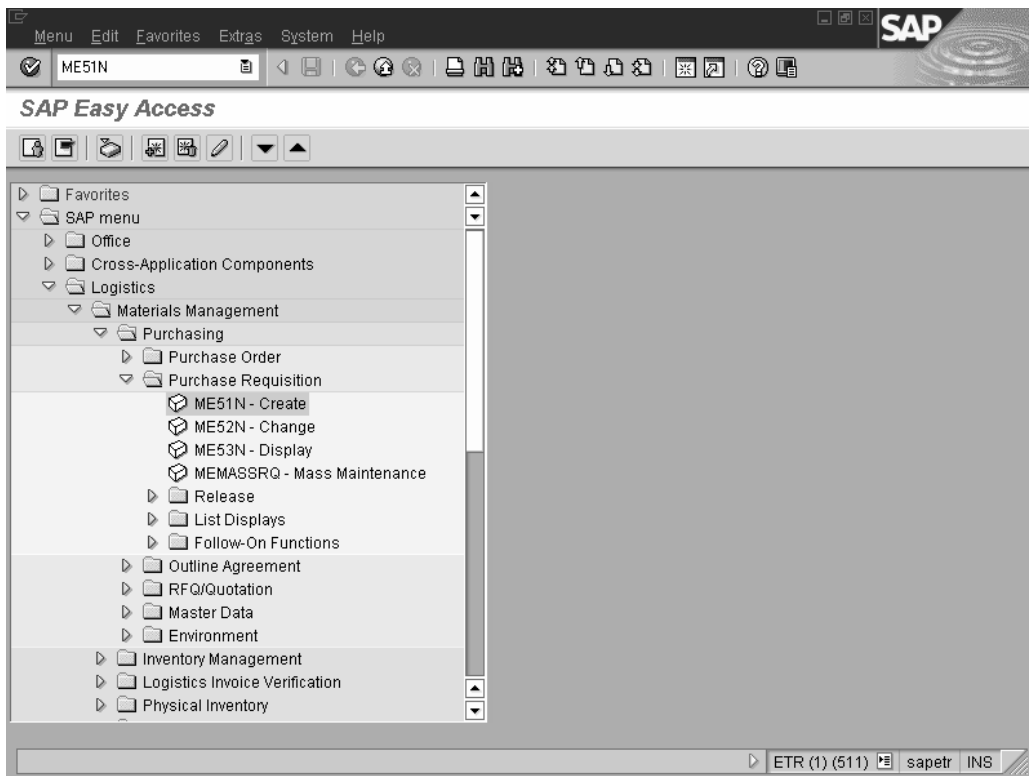 SAP
Menu Edit Favorites Extras System Help
ME51N
SAP Easy Access
Favorites
SAP menu
Office
Cross-Application Components
Logistics
Materials Management
Purchasing
Purchase Order
Purchase Requisition
ME51N - Create
ME52N - Change
ME53N - Display
MEMASSRQ - Mass Maintenance
Release
List Displays
Follow-On Functions
Outline Agreement
RFQ/Quotation
Master Data
Environment
Inventory Management
Logistics Invoice Verification
Physical Inventory
ETR (1) (511) sapetr INS